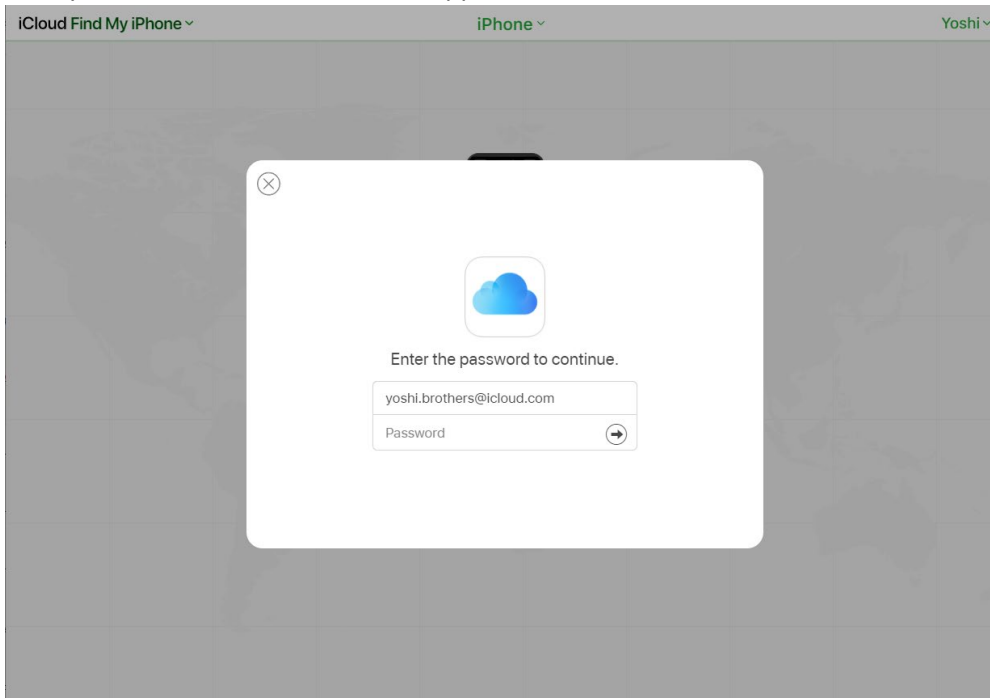 iCloud Find My iPhone
iPhone
Yoshi
Enter the password to continue.
yoshi.brothers@icloud.com
Password